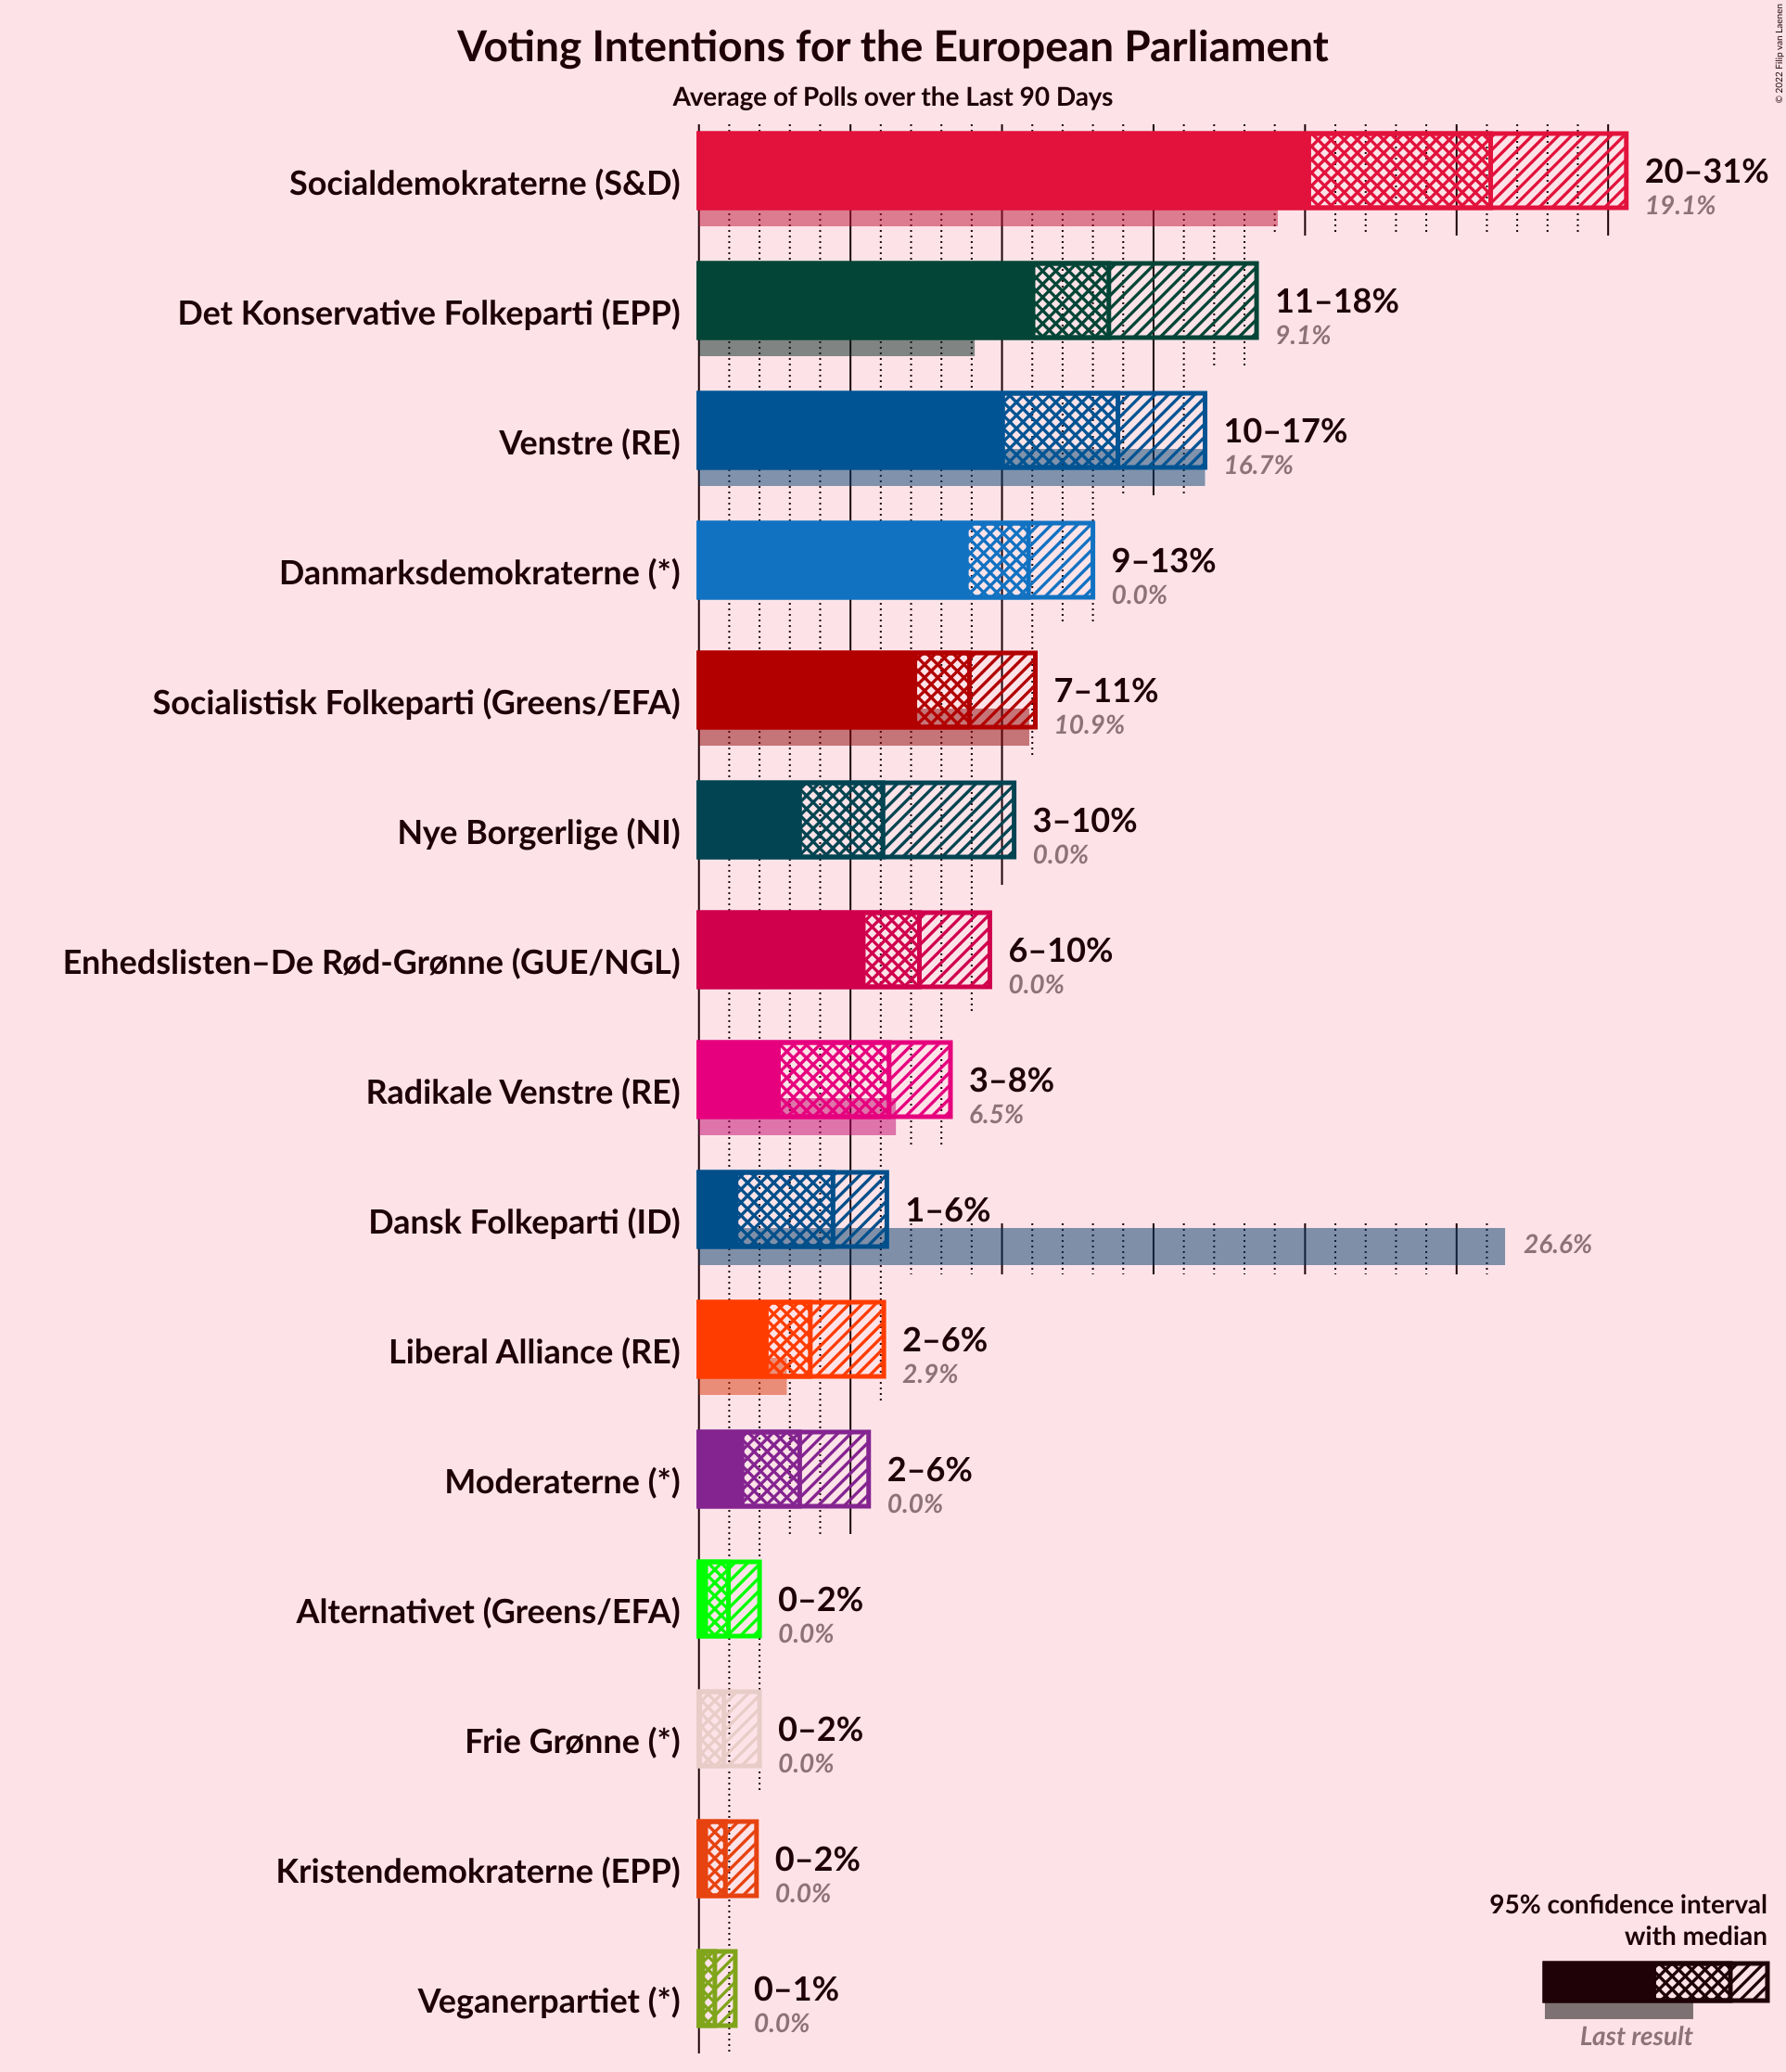 © 2022 Filip van Laenen
Voting Intentions for the European Parliament
Average of Polls over the Last 90 Days
Socialdemokraterne (S&D)
20–31%
19.1%
Det Konservative Folkeparti (EPP)
11–18%
9.1%
Venstre (RE)
10–17%
16.7%
Danmarksdemokraterne (*)
9–13%
0.0%
Socialistisk Folkeparti (Greens/EFA)
7–11%
10.9%
Nye Borgerlige (NI)
3–10%
0.0%
Enhedslisten–De Rød-Grønne (GUE/NGL)
6–10%
0.0%
Radikale Venstre (RE)
3–8%
6.5%
Dansk Folkeparti (ID)
1–6%
26.6%
Liberal Alliance (RE)
2–6%
2.9%
Moderaterne (*)
2–6%
0.0%
Alternativet (Greens/EFA)
0–2%
0.0%
Frie Grønne (*)
0–2%
0.0%
Kristendemokraterne (EPP)
0–2%
0.0%
Veganerpartiet (*)
0–1%
0.0%
95% confidence interval
with median
Last result